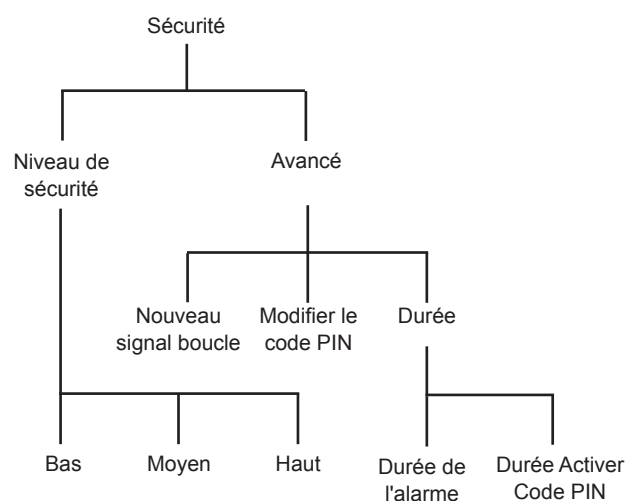 Sécurité
Niveau de
sécurité
Avancé
Nouveau
signal boucle
Modifier le
code PIN
Durée
Bas
Moyen
Haut
Durée de
l'alarme
Durée Activer
Code PIN